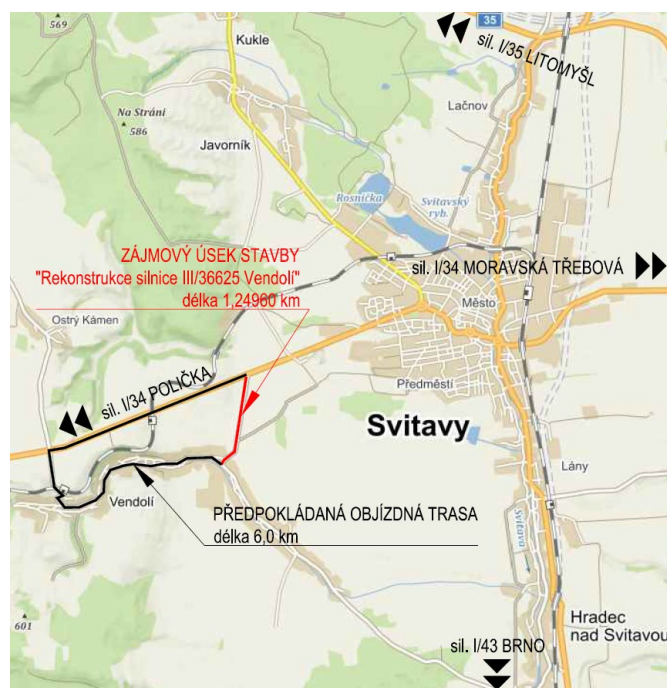 569
Kukle
35
sil. I/35 LITOMYŠL
Na Stráni
586
Lačnov
Javorník
Rosnička
Svitavský
ryb.
ZÁJMOVÝ ÚSEK STAVBY
"Rekonstrukce silnice III/36625 Vendolí"
délka 1,24960 km
sil. I/34 MORAVSKÁ TŘEBOVÁ
Město
Ostrý Kámen
sil. I/34 POLIČKA
Předměstí
Svitavy
Lány
Vendolí
PŘEDPOKLÁDANÁ OBJÍZDNÁ TRASA
délka 6,0 km
Svitava
601
Hradec
nad Svitavou
sil. I/43 BRNO